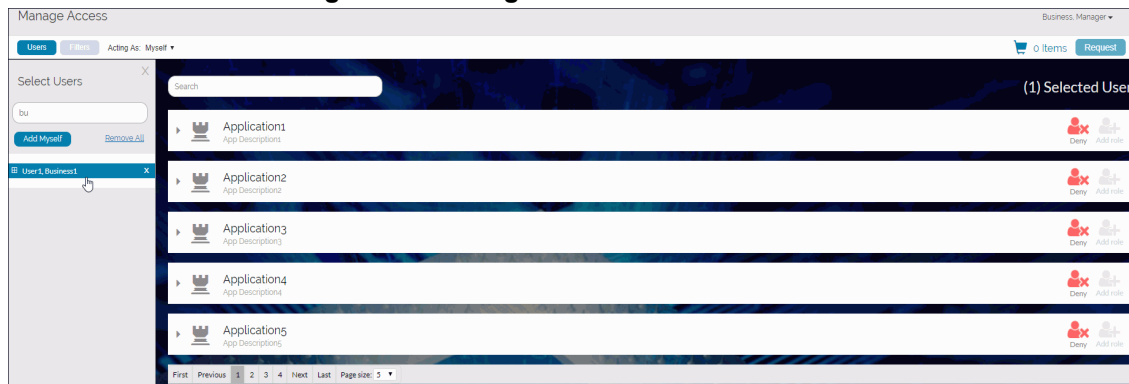 Manage Access
Business, Manager
Users Filters Acting As: Myself
0 Items Request
Select Users X
bu
Add Myself Remove All
User1, Business1 X
Search
(1) Selected User
Application1
App Description1
Deny Add role
Application2
App Description2
Deny Add role
Application3
App Description3
Deny Add role
Application4
App Description4
Deny Add role
Application5
App Description5
Deny Add role
First Previous 1 2 3 4 Next Last Page size: 5